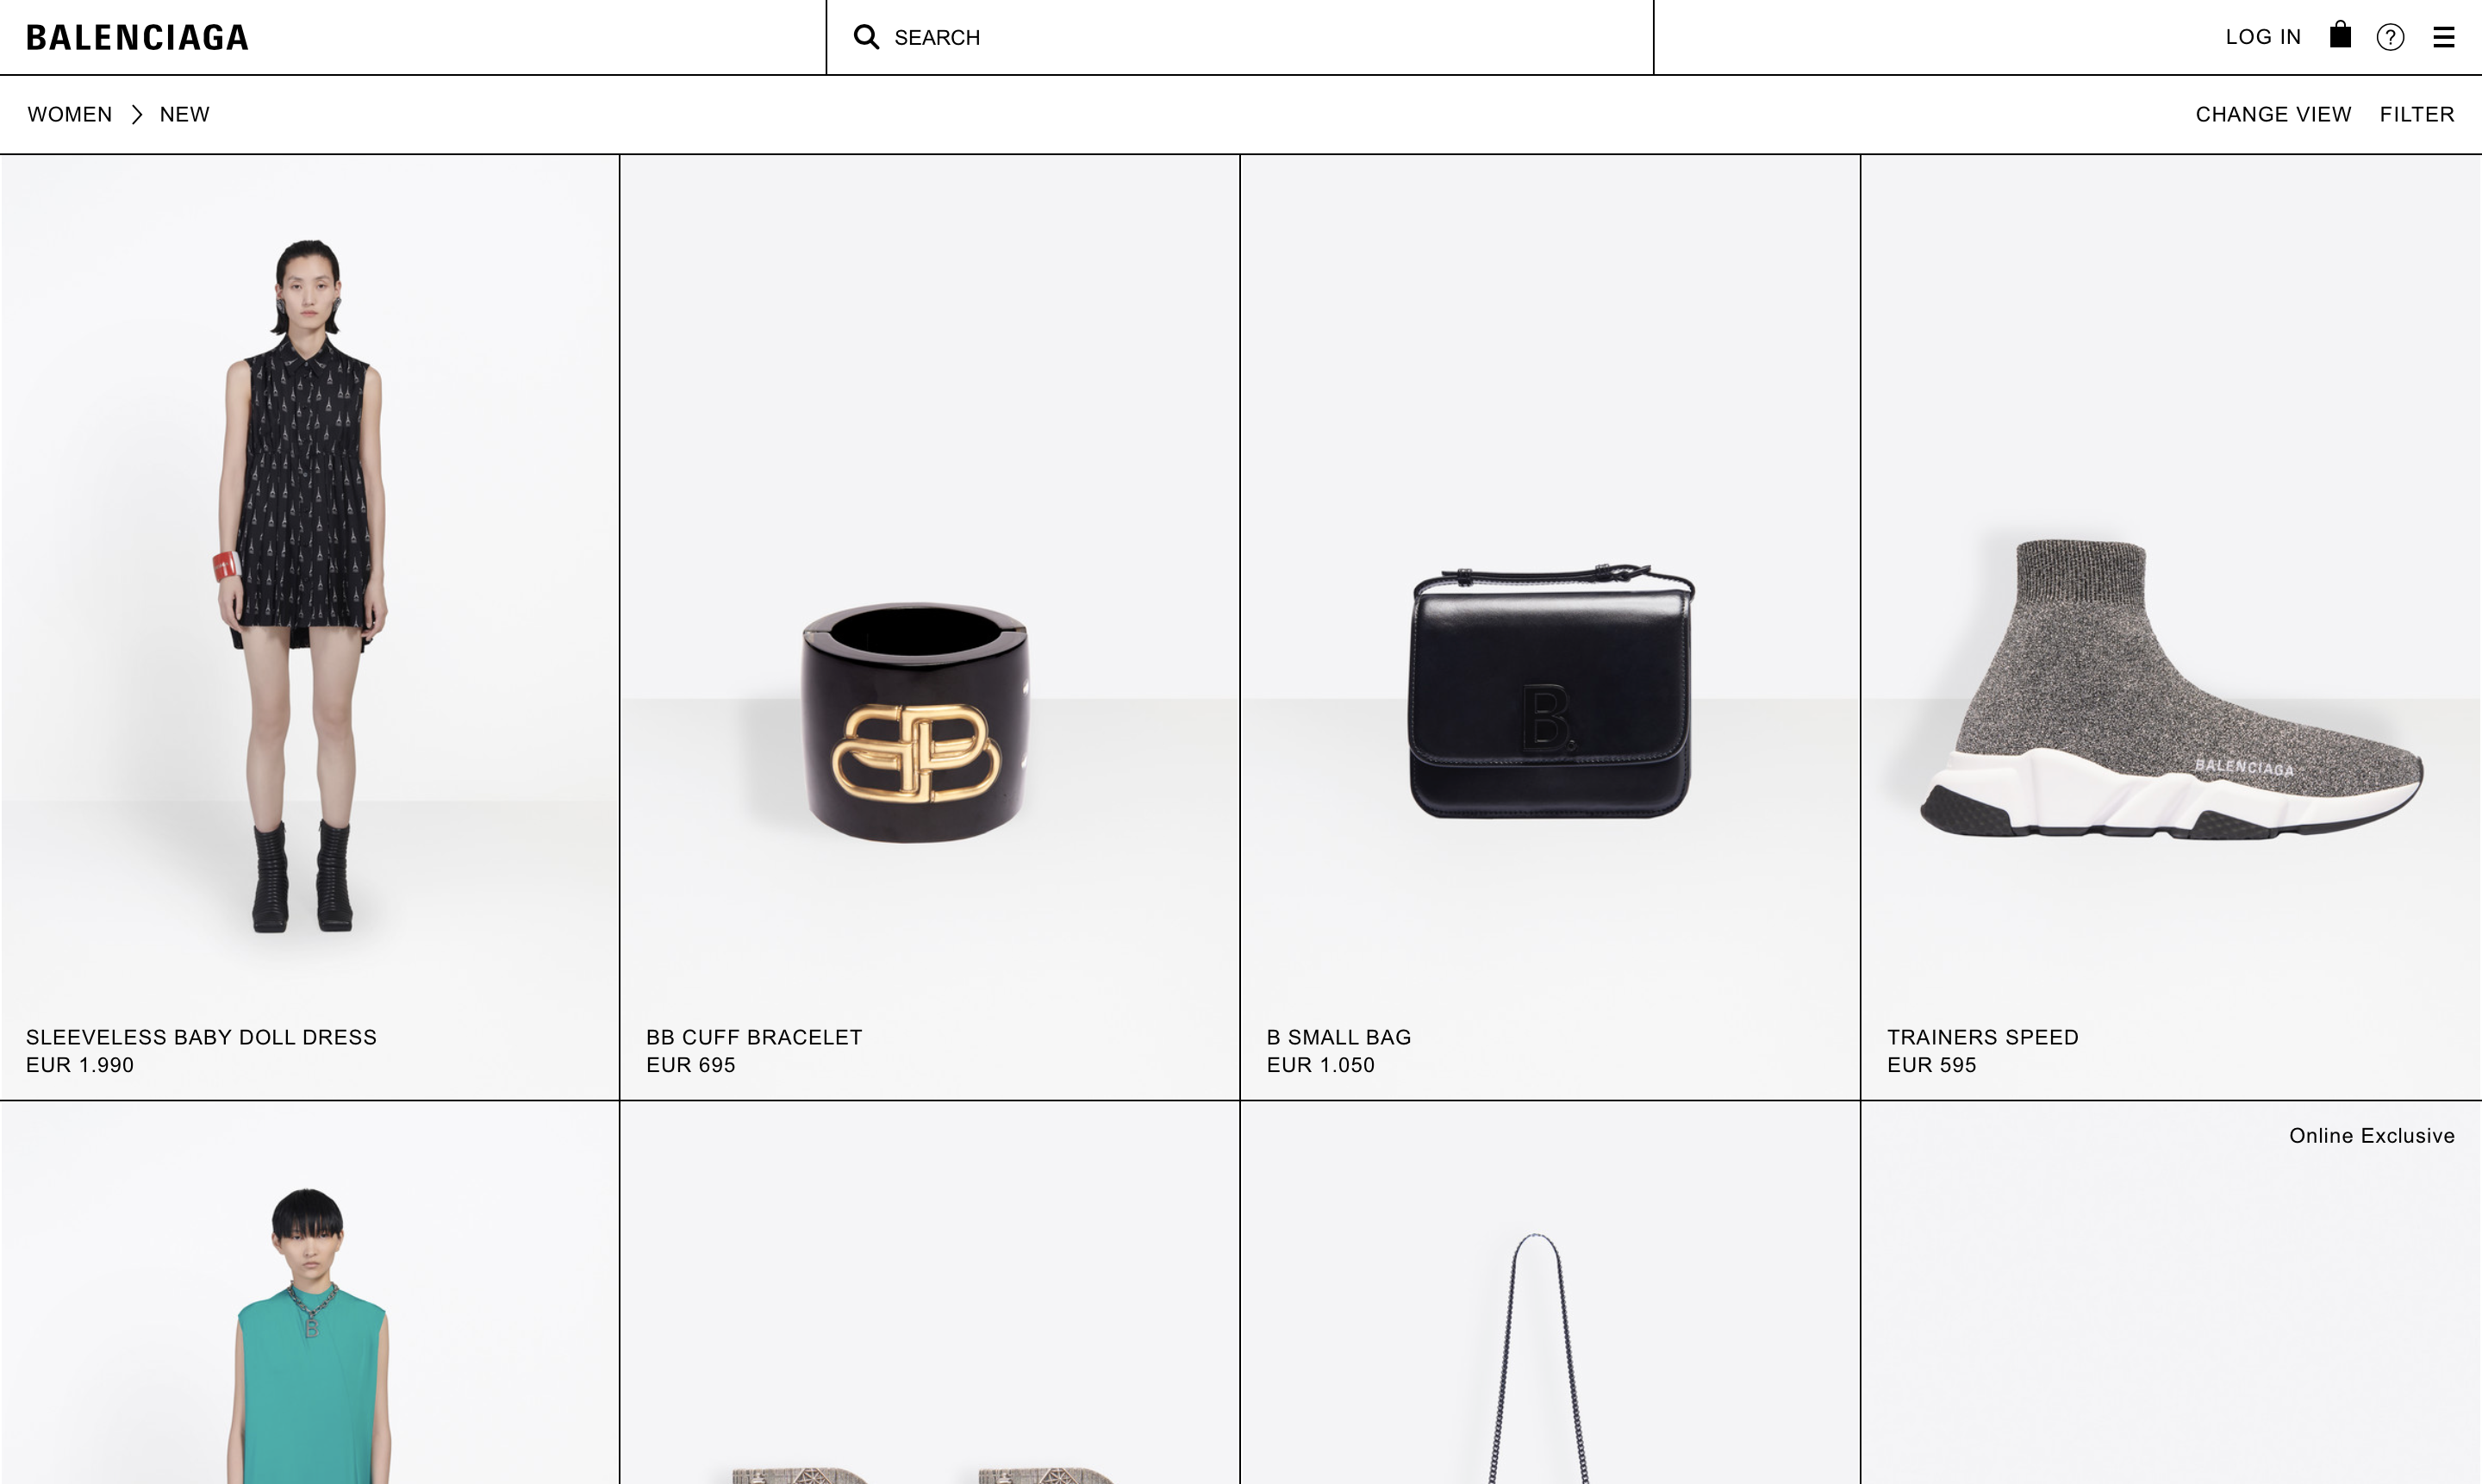 BALENCIAGA
SEARCH
LOG IN
?
WOMEN > NEW
CHANGE VIEW
FILTER
B.
BALENCIAGA
SLEEVELESS BABY DOLL DRESS
EUR 1.990
BB CUFF BRACELET
EUR 695
B SMALL BAG
EUR 1.050
TRAINERS SPEED
EUR 595
Online Exclusive
B